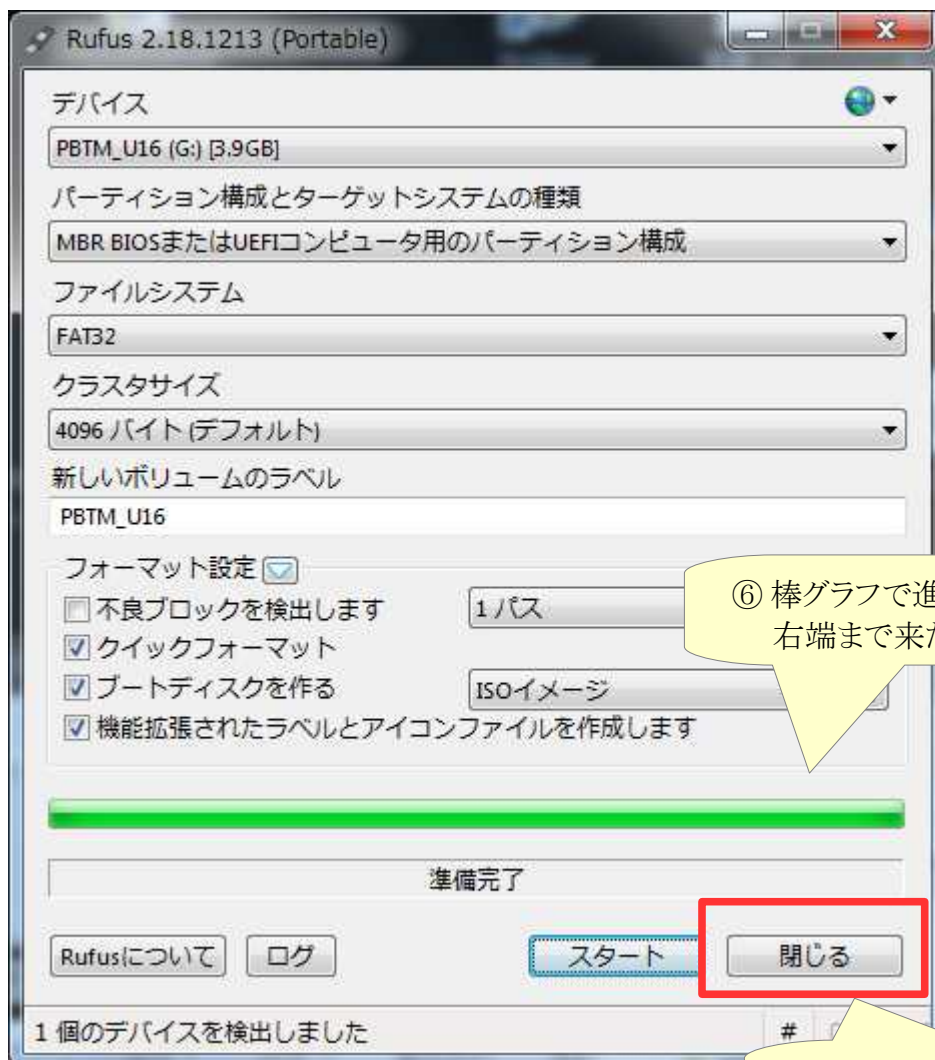 Rufus 2.18.1213 (Portable)
デバイス
PBTM_U16 (G:) [3.9GB]
パーティション構成とターゲットシステムの種類
MBR BIOSまたはUEFIコンピュータ用のパーティション構成
ファイルシステム
FAT32
クラスタサイズ
4096 バイト (デフォルト)
新しいボリュームのラベル
PBTM_U16
フォーマット設定
不良ブロックを検出します
1 パス
クイックフォーマット
ブートディスクを作る
ISOイメージ
機能拡張されたラベルとアイコンファイルを作成します
⑥ 棒グラフで進
右端まで来た
準備完了
Rufusについて
ログ
スタート
閉じる
1 個のデバイスを検出しました
#